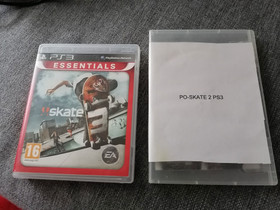 PS3
ESSENTIALS
skate
3
16
EA
PO-SKATE 2 PS3